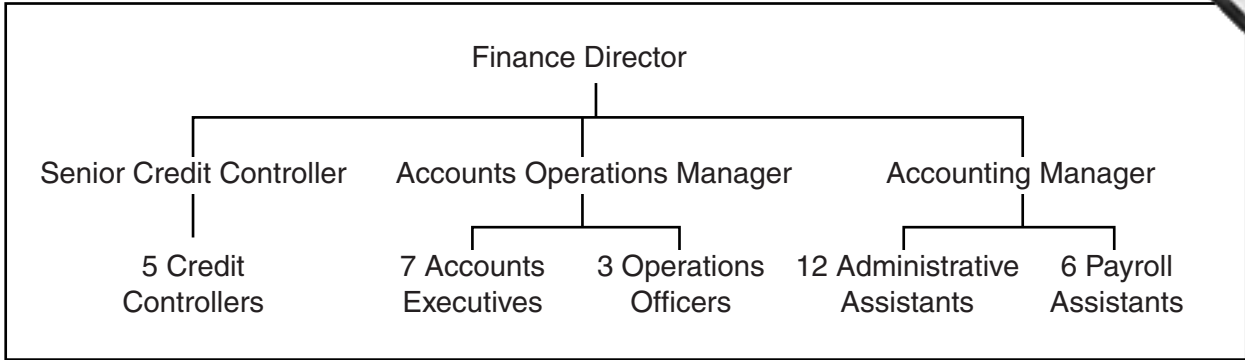 Finance Director
Senior Credit Controller
Accounts Operations Manager
Accounting Manager
5 Credit
Controllers
7 Accounts
Executives
3 Operations
Officers
12 Administrative
Assistants
6 Payroll
Assistants